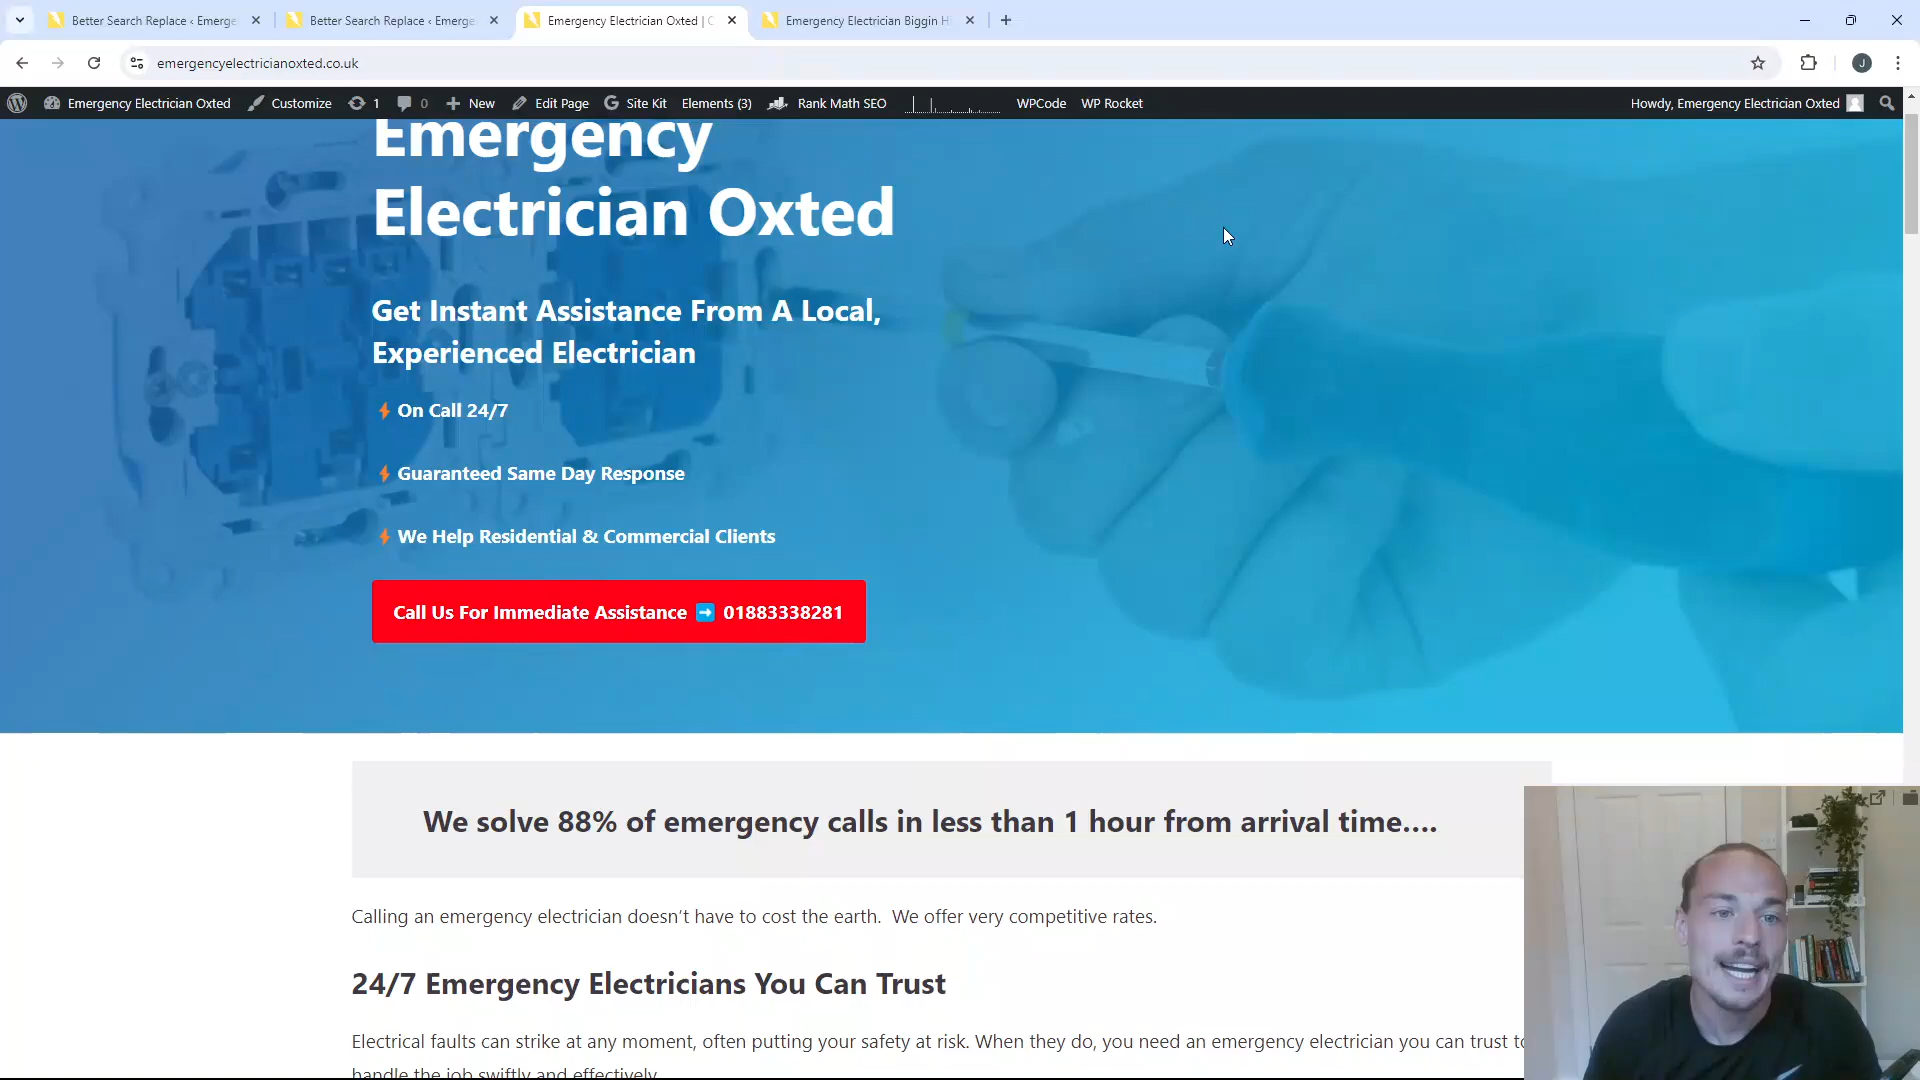 Better Search Replace ‹ Emerge
Better Search Replace ‹ Emerge
Emergency Electrician Oxted | C
Emergency Electrician Biggin H
emergencyelectricianoxted.co.uk
J
Emergency Electrician Oxted
Customize
1
0
New
Edit Page
Site Kit
Elements (3)
Rank Math SEO
WPCode
WP Rocket
Howdy, Emergency Electrician Oxted
Emergency
Electrician Oxted
Get Instant Assistance From A Local,
Experienced Electrician
On Call 24/7
Guaranteed Same Day Response
We Help Residential & Commercial Clients
Call Us For Immediate Assistance ➡ 01883338281
We solve 88% of emergency calls in less than 1 hour from arrival time....
Calling an emergency electrician doesn't have to cost the earth. We offer very competitive rates.
24/7 Emergency Electricians You Can Trust
Electrical faults can strike at any moment, often putting your safety at risk. When they do, you need an emergency electrician you can trust to
handle the job swiftly and effectively.